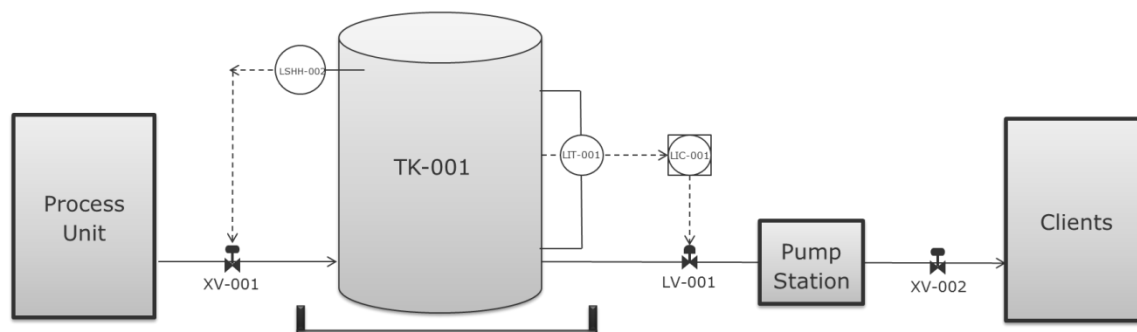 LSHH-002
TK-001
LIT-001
LIC-001
Process
Unit
Clients
Pump
Station
XV-001
LV-001
XV-002